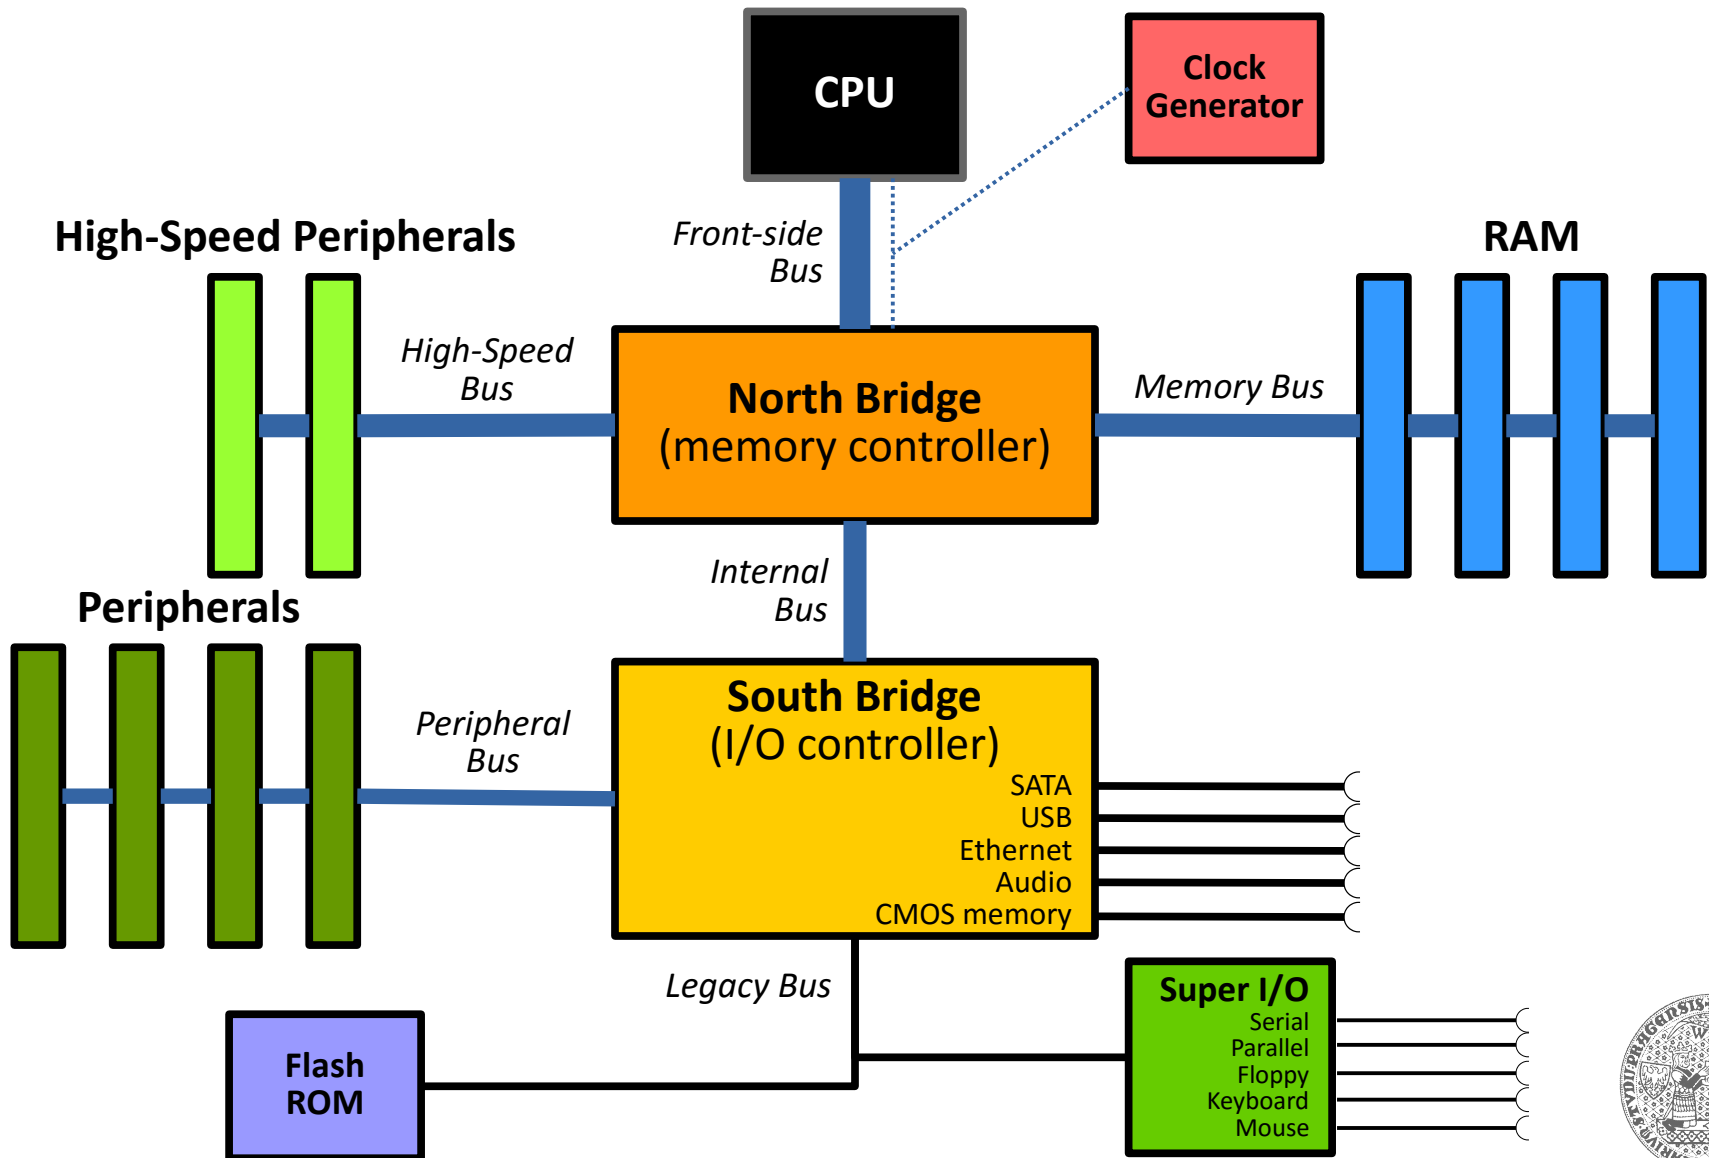 CPU
Clock
Generator
High-Speed Peripherals
Front-side
Bus
RAM
High-Speed
Bus
North Bridge
(memory controller)
Memory Bus
Internal
Bus
Peripherals
Peripheral
Bus
South Bridge
(I/O controller)
SATA
USB
Ethernet
Audio
CMOS memory
Legacy Bus
Flash
ROM
Super I/O
Serial
Parallel
Floppy
Keyboard
Mouse